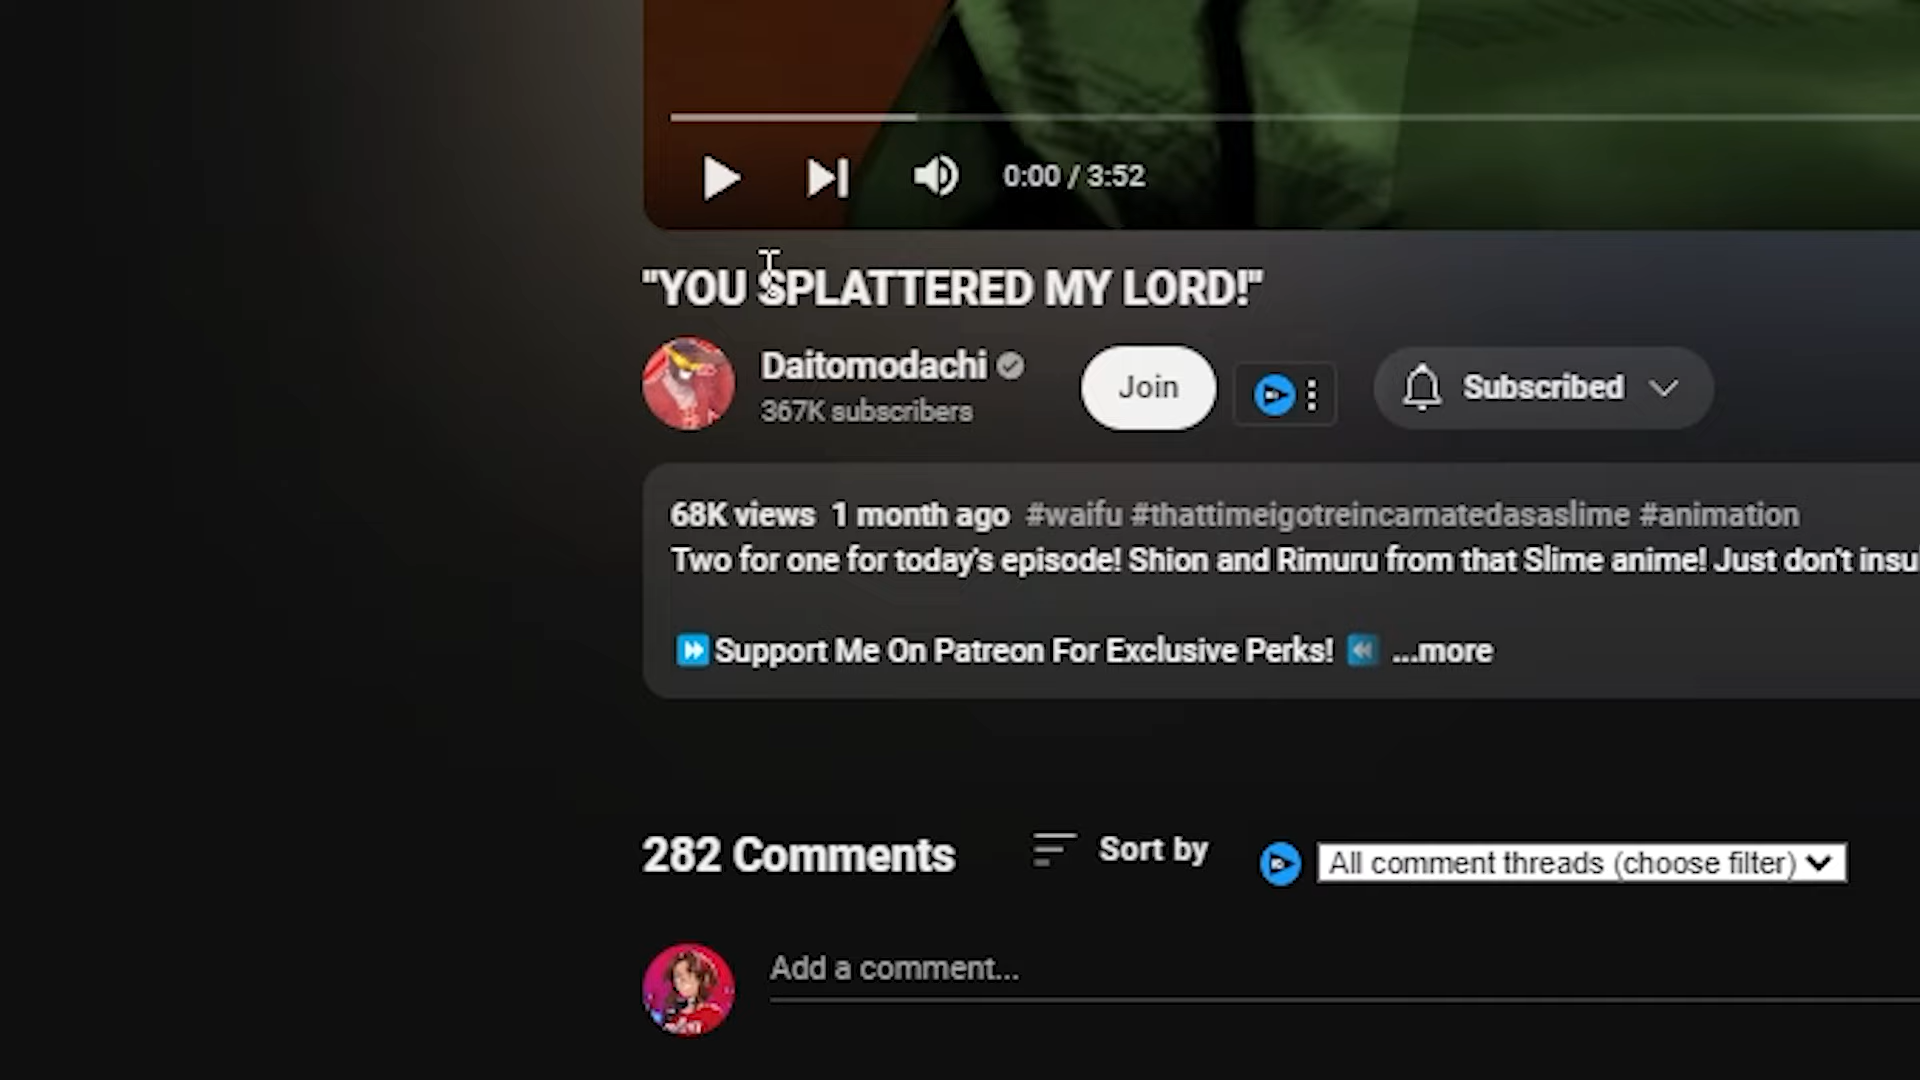 0:00 / 3:52
"YOU SPLATTERED MY LORD!"
Daitomodachi
367K subscribers
Join
Subscribed
68K views 1 month ago #waifu #thattimeigotreincarnatedasaslime #animation
Two for one for today's episode! Shion and Rimuru from that Slime anime! Just don't insu
Support Me On Patreon For Exclusive Perks! ...more
282 Comments
Sort by
All comment threads (choose filter)
Add a comment...